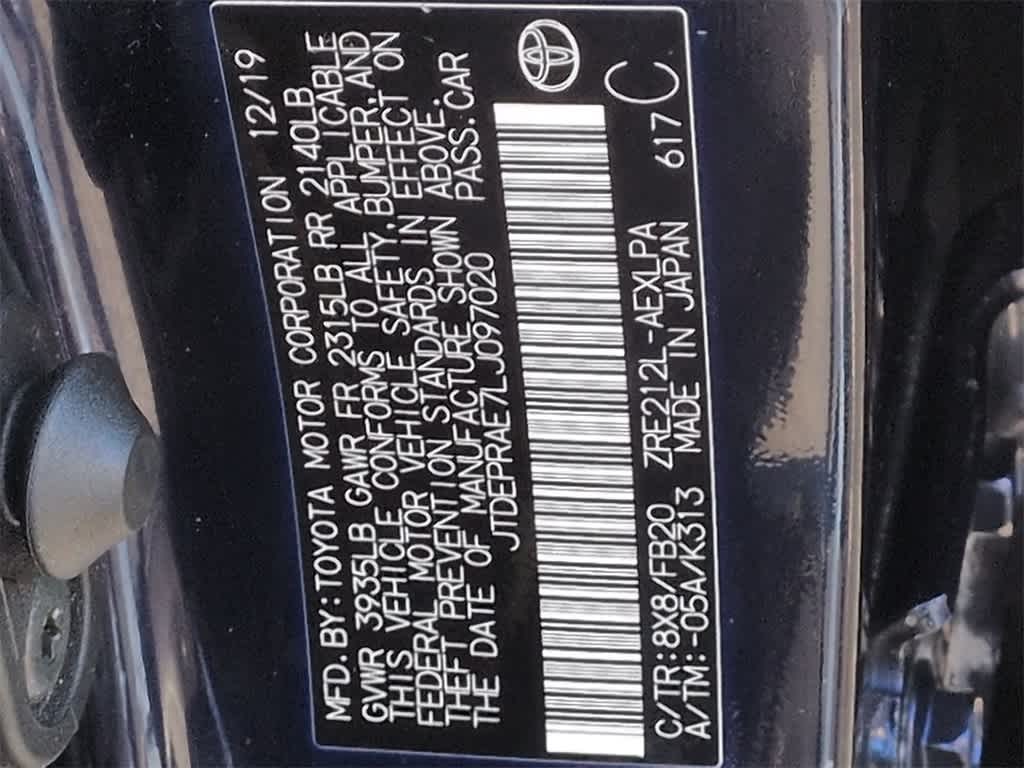 MFD. BY: TOYOTA MOTOR CORPORATION 12/19
GVWR 3935LB GAWR FR 2315LB RR 2140LB
THIS VEHICLE CONFORMS TO ALL APPLICABLE
FEDERAL MOTOR VEHICLE SAFETY, BUMPER, AND
THEFT PREVENTION STANDARDS IN EFFECT ON
THE DATE OF MANUFACTURE SHOWN ABOVE.
JTDEPRAE7LJ097020 PASS. CAR
C/TR: 8X8/FB20 ZRE212L-AEXLPA 617 C
A/TM: -05A/K313 MADE IN JAPAN